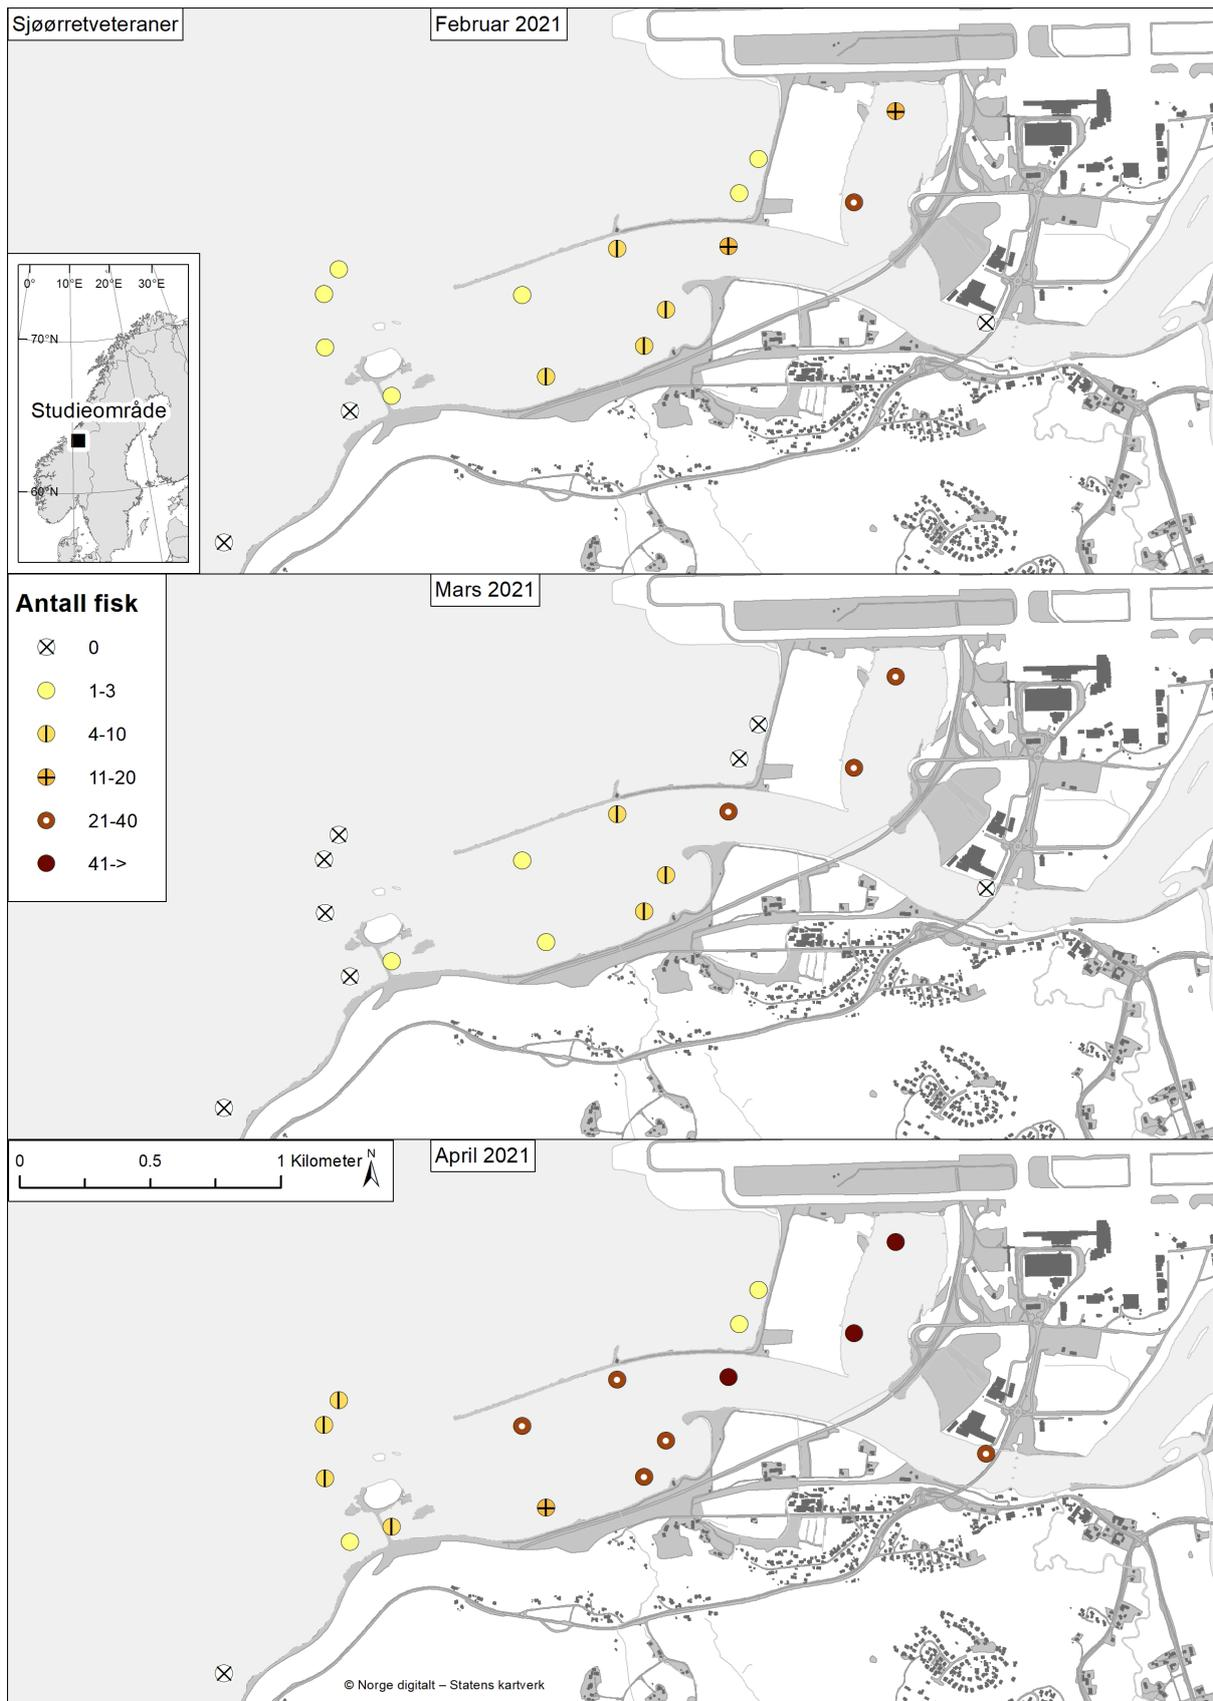 Sjøørretveteraner
Februar 2021
0° 10°E 20°E 30°E
70°N
Studieområde
60°N
Mars 2021
Antall fisk
0
1-3
4-10
11-20
21-40
41->
April 2021
0 0.5 1 Kilometer N
© Norge digitalt – Statens kartverk